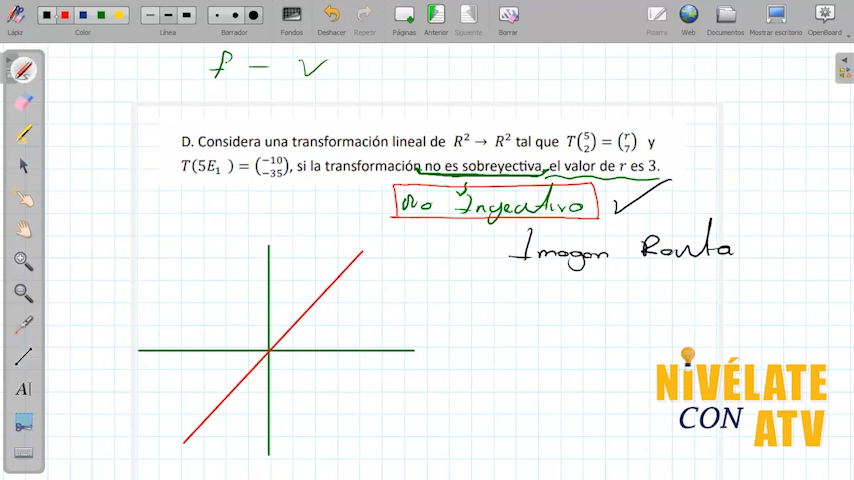 Lápiz Color Línea Borrador Fondos Deshacer Repetir Páginas Anterior Siguiente Borrar Pizarra Web Documentos Mostrar escritorio OpenBoard
f - v
D. Considera una transformación lineal de R² → R² tal que T(5 2) = (r 7) y
T(5E₁ ) = (−10 −35), si la transformación no es sobreyectiva, el valor de r es 3.
No Inyectivo ✓
Imagen Recta
NIVÉLATE
CON
ATV
A